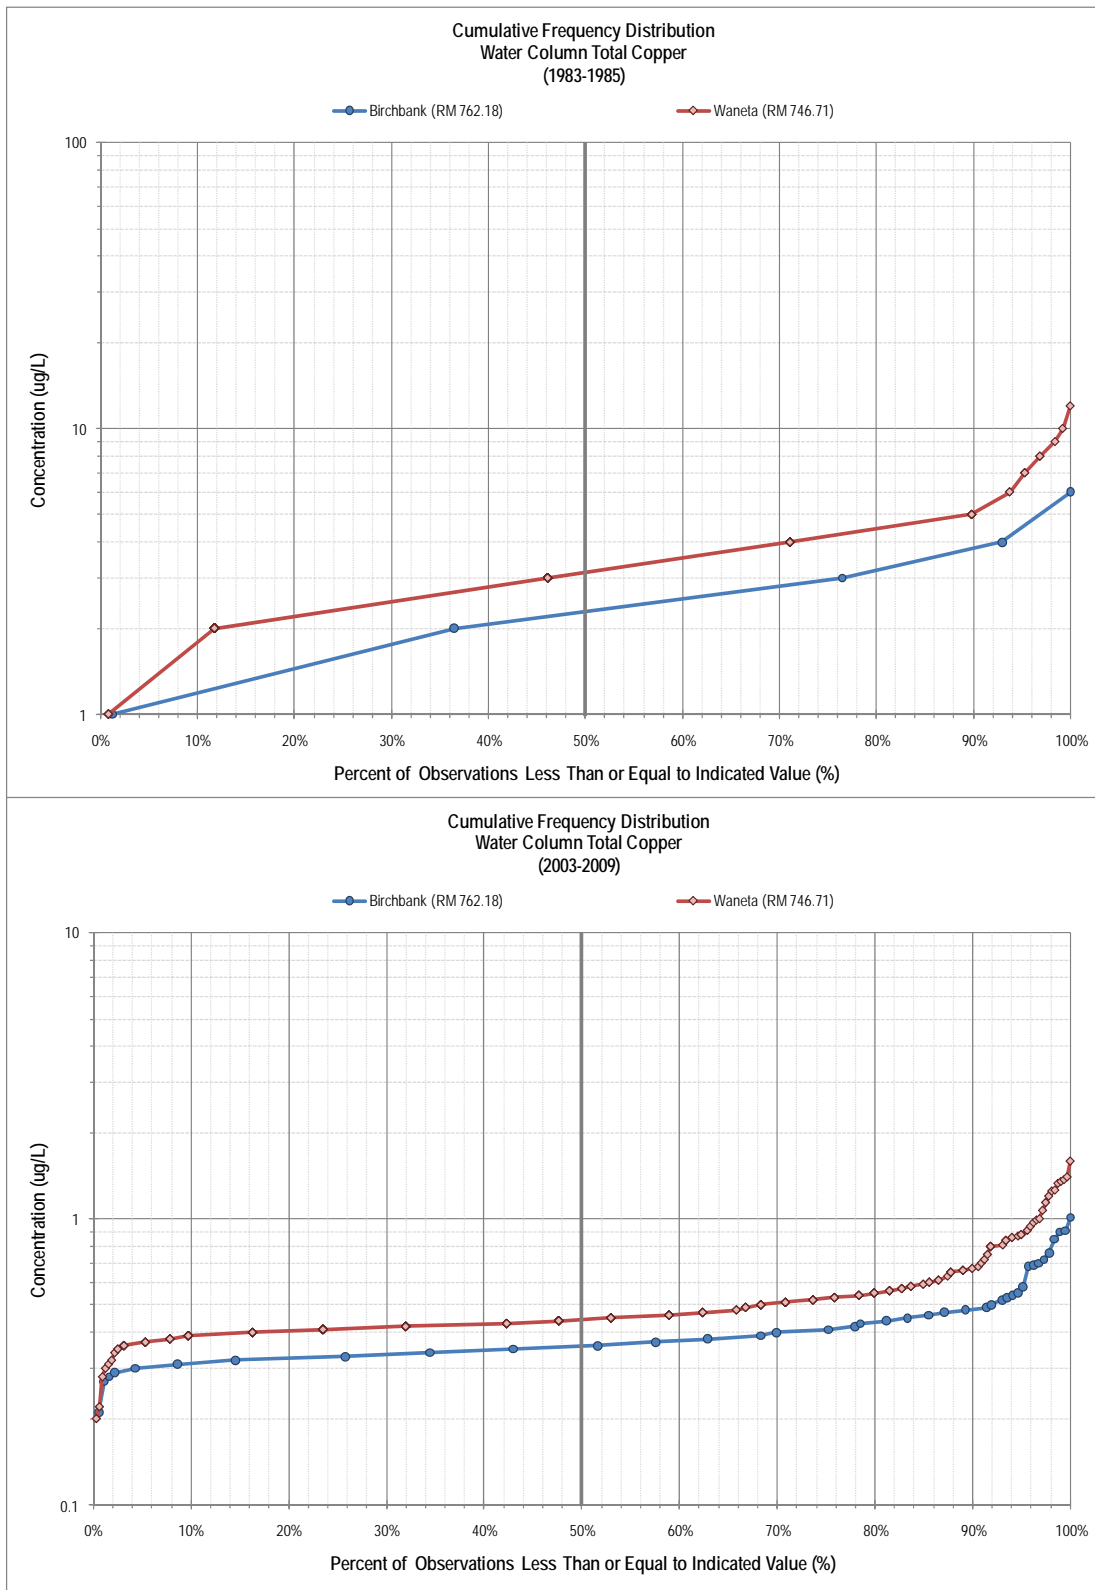 Cumulative Frequency Distribution
Water Column Total Copper
(1983-1985)
Birchbank (RM 762.18) Waneta (RM 746.71)
100
10
1
Concentration (ug/L)
0% 10% 20% 30% 40% 50% 60% 70% 80% 90% 100%
Percent of Observations Less Than or Equal to Indicated Value (%)
Cumulative Frequency Distribution
Water Column Total Copper
(2003-2009)
Birchbank (RM 762.18) Waneta (RM 746.71)
10
1
0.1
Concentration (ug/L)
0% 10% 20% 30% 40% 50% 60% 70% 80% 90% 100%
Percent of Observations Less Than or Equal to Indicated Value (%)